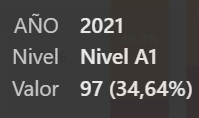 AÑO 2021
Nivel Nivel A1
Valor 97 (34,64%)